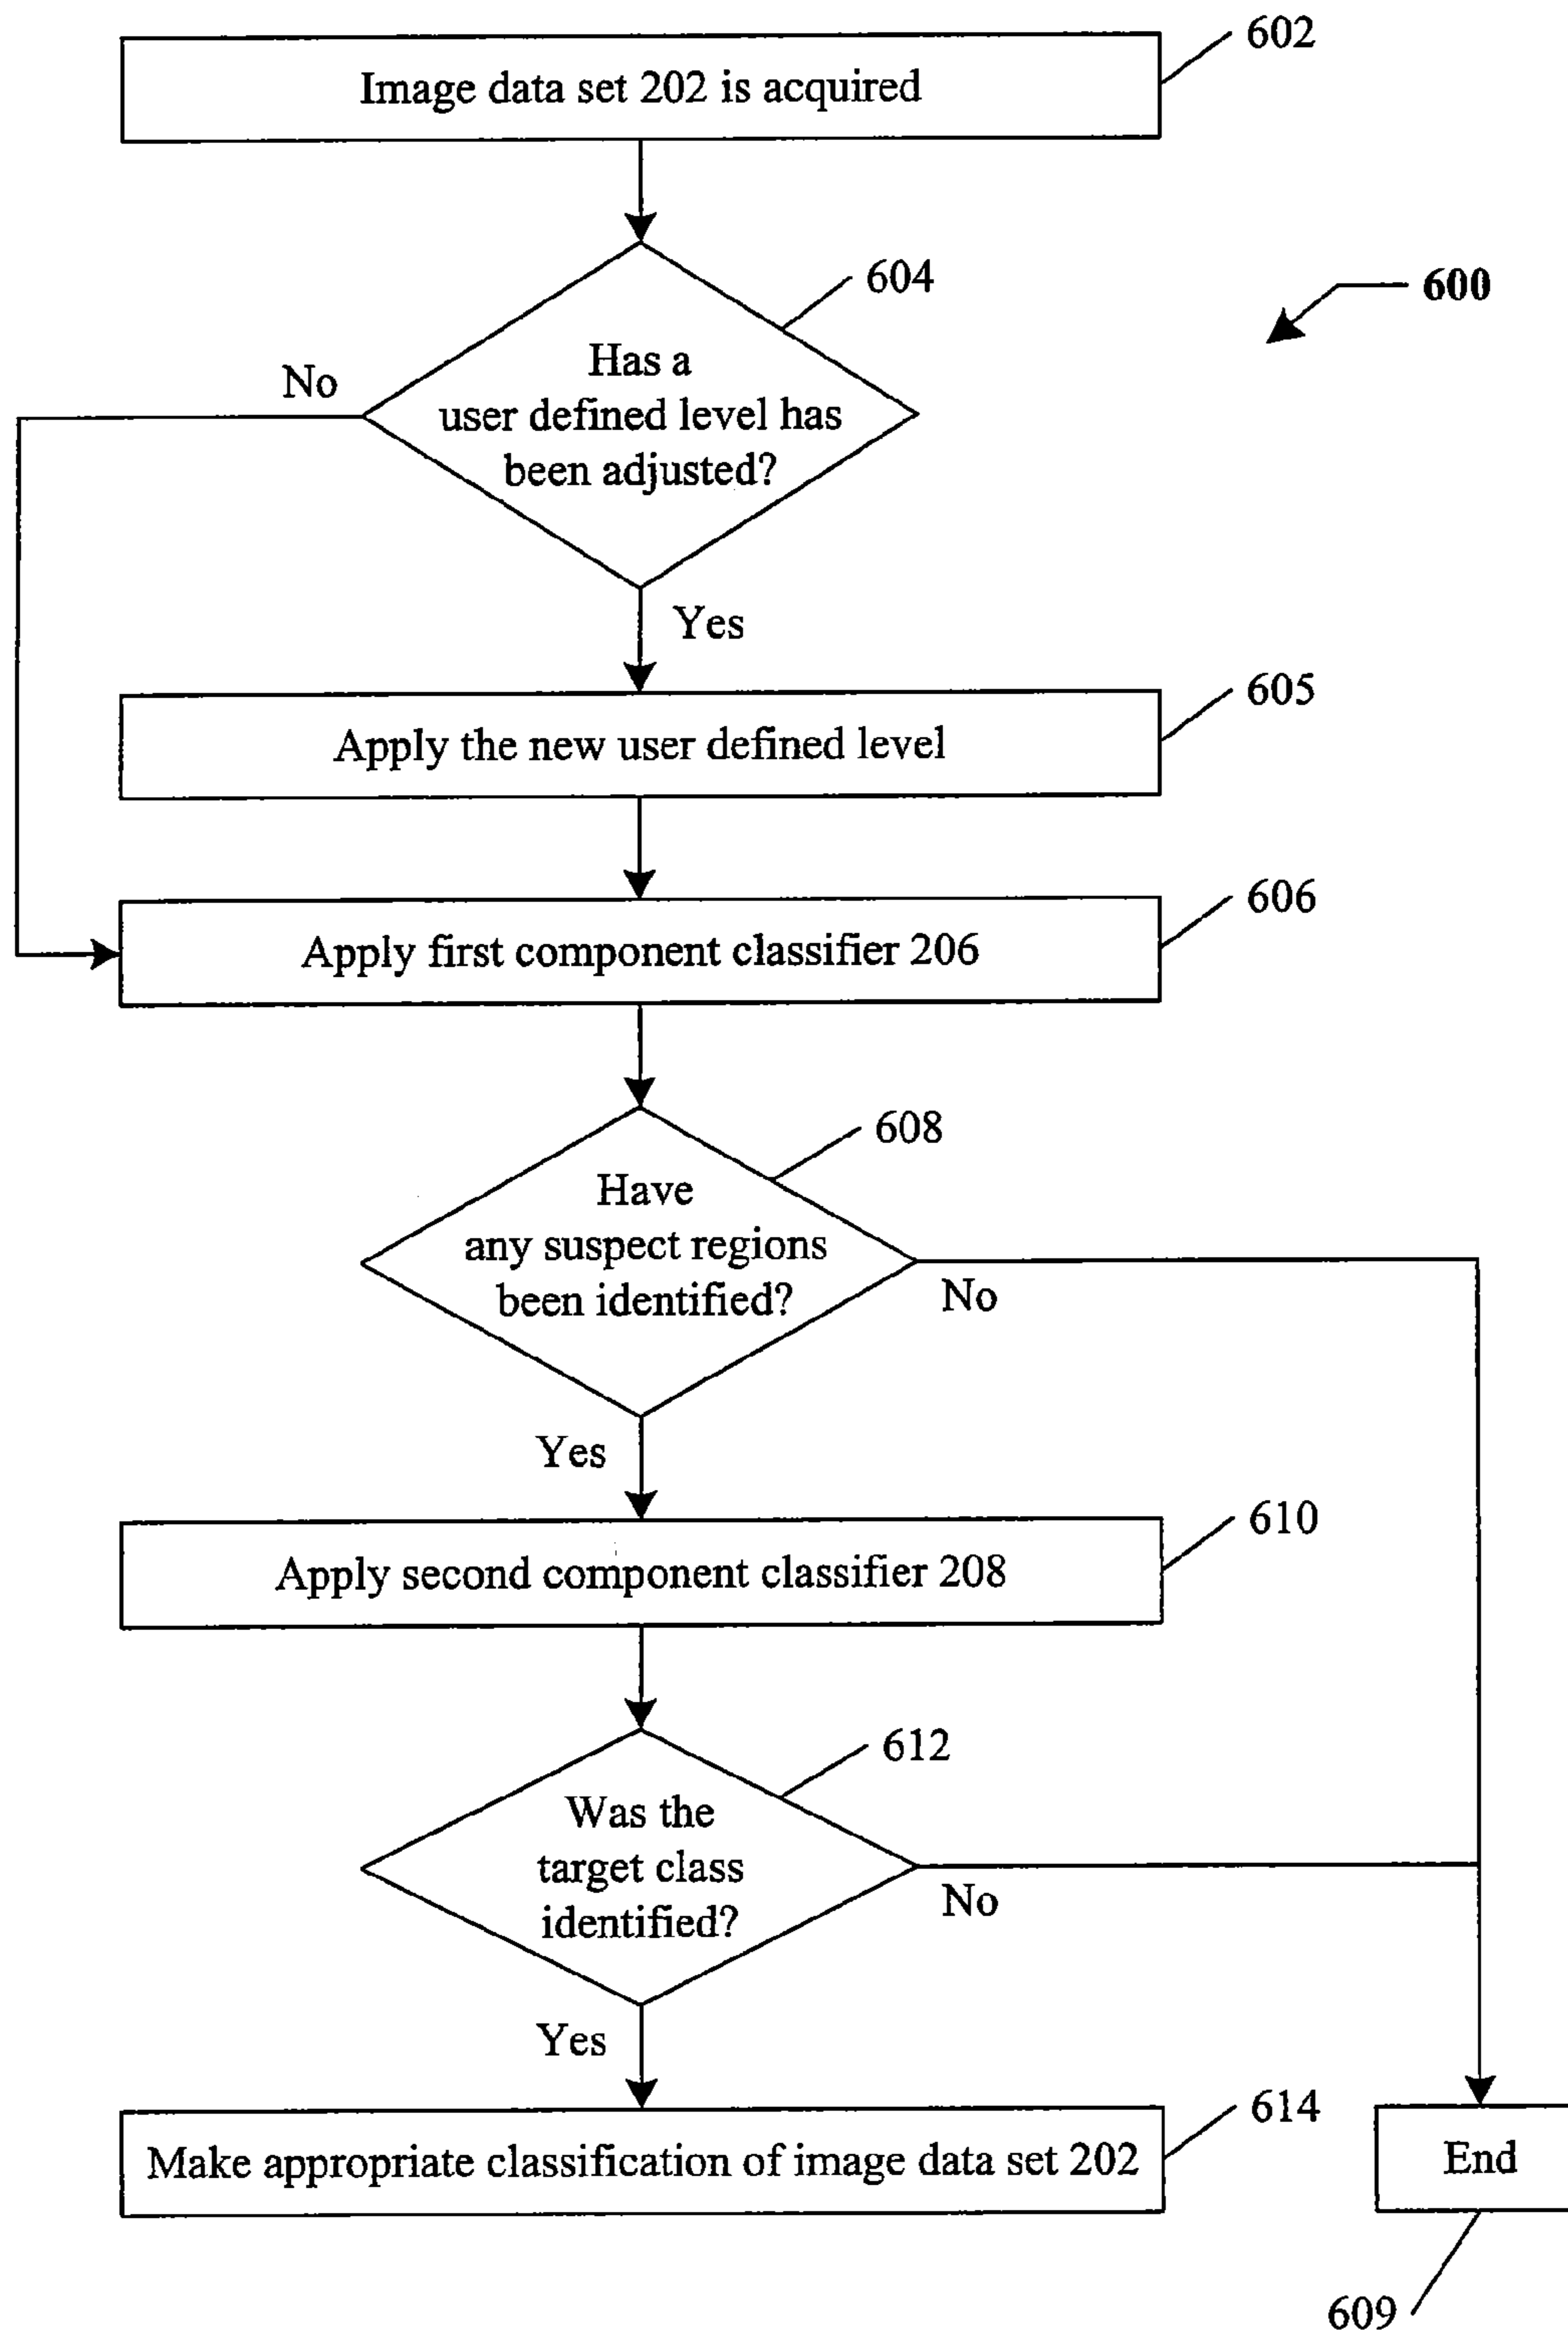 602
Image data set 202 is acquired
604
600
Has a
user defined level has
been adjusted?
No
Yes
605
Apply the new user defined level
606
Apply first component classifier 206
608
Have
any suspect regions
been identified?
No
Yes
610
Apply second component classifier 208
612
Was the
target class
identified?
No
Yes
614
Make appropriate classification of image data set 202
End
609